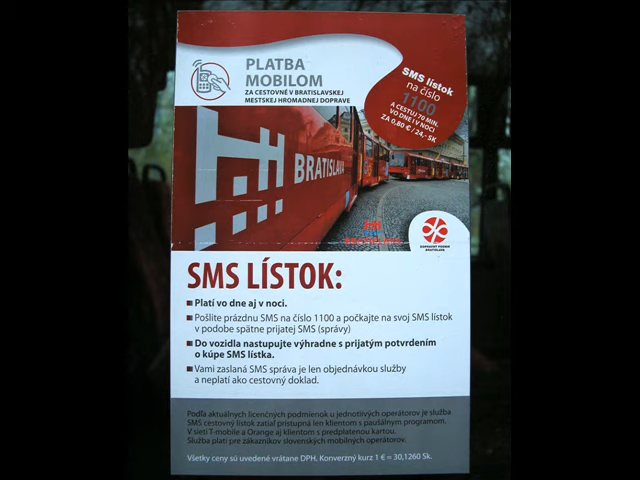 PLATBA
MOBILOM
ZA CESTOVNÉ V BRATISLAVSKEJ
MESTSKEJ HROMADNEJ DOPRAVE
SMS lístok
na číslo
1100
A CESTUJ 70 MIN.
VO DNE I V NOCI
ZA 0,80 € / 24,- SK
BRATISLAVA
DOPRAVNÝ PODNIK
BRATISLAVA
SMS LÍSTOK:
Platí vo dne aj v noci.
Pošlite prázdnu SMS na číslo 1100 a počkajte na svoj SMS lístok
v podobe spätne prijatej SMS (správy)
Do vozidla nastupujte výhradne s prijatým potvrdením
o kúpe SMS lístka.
Vami zaslaná SMS správa je len objednávkou služby
a neplatí ako cestovný doklad.
Podľa aktuálnych licenčných podmienok u jednotlivých operátorov je služba
SMS cestovný lístok zatiaľ prístupná len klientom s paušálnym programom.
V sieti T-mobile a Orange aj klientom s predplatenou kartou.
Služba platí pre zákazníkov slovenských mobilných operátorov.
Všetky ceny sú uvedené vrátane DPH. Konverzný kurz 1 € = 30,1260 Sk.